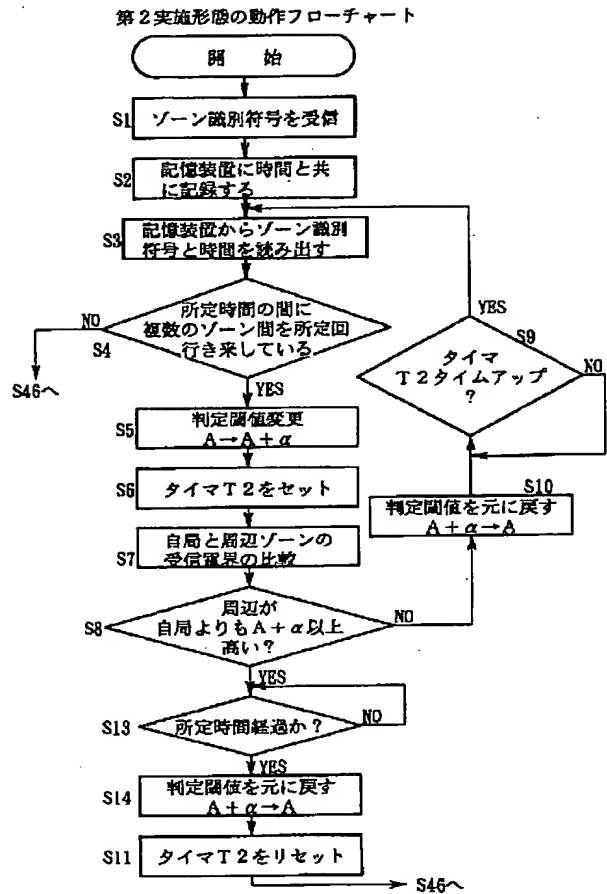 第2実施形態の動作フローチャート
開　始
S1
ゾーン識別符号を受信
S2
記憶装置に時間と共
に記録する
S3
記憶装置からゾーン識別
符号と時間を読み出す
所定時間の間に
複数のゾーン間を所定回
行き来している
NO
S4
S46へ
YES
S5
判定閾値変更
A→A+α
S6
タイマT2をセット
S7
自局と周辺ゾーンの
受信電界の比較
S8
周辺が
自局よりもA+α以上
高い?
NO
YES
S13
所定時間経過か?
NO
YES
S14
判定閾値を元に戻す
A+α→A
S11
タイマT2をリセット
S46へ
YES
S9
タイマ
T2タイムアップ
?
NO
S10
判定閾値を元に戻す
A+α→A